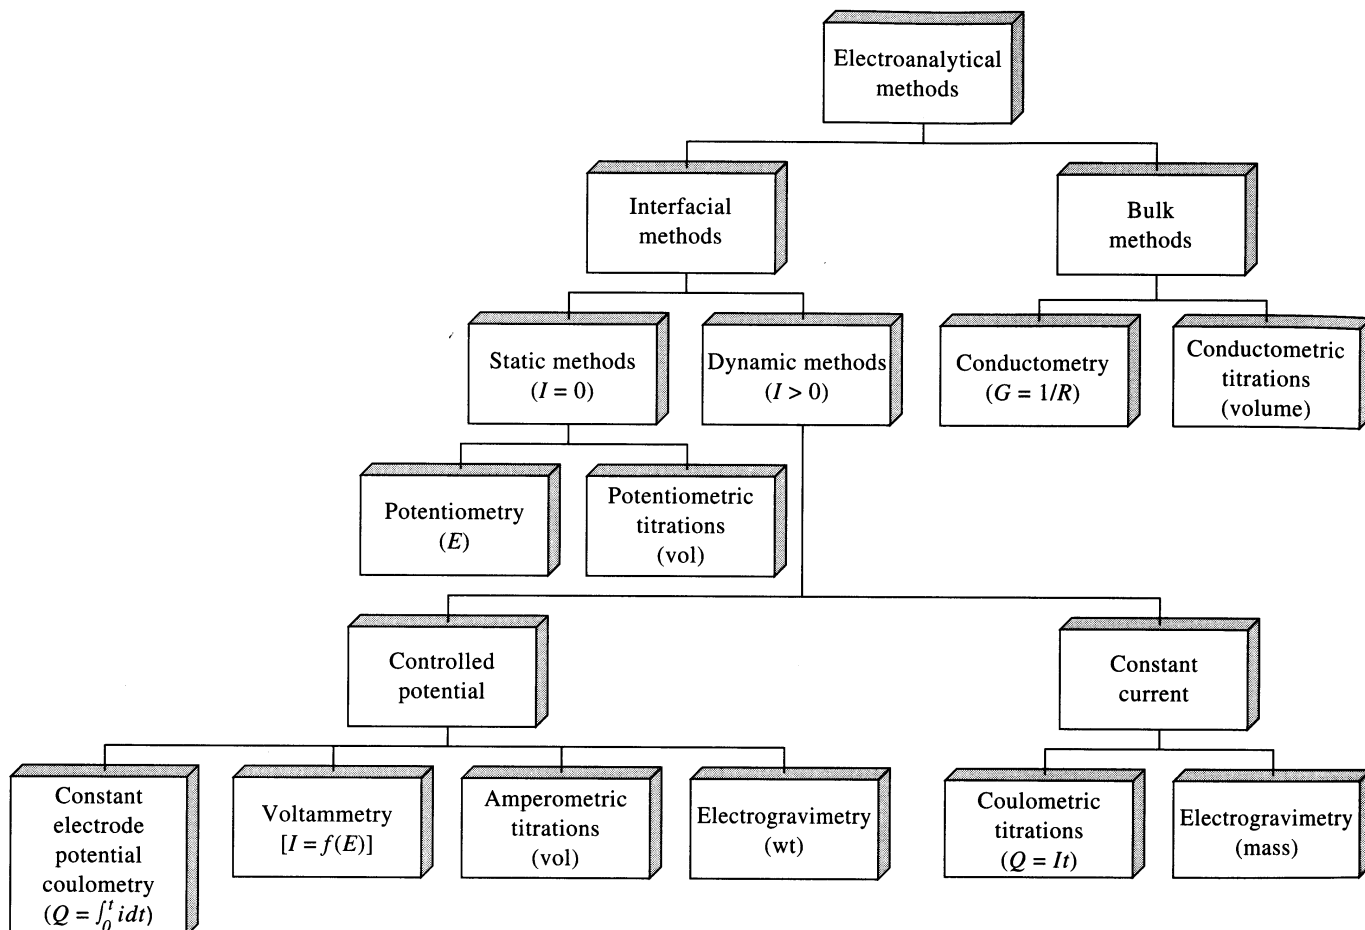 Electroanalytical
methods
Interfacial
methods
Bulk
methods
Static methods
(I = 0)
Dynamic methods
(I > 0)
Conductometry
(G = 1/R)
Conductometric
titrations
(volume)
Potentiometry
(E)
Potentiometric
titrations
(vol)
Controlled
potential
Constant
current
Constant
electrode
potential
coulometry
(Q = ∫₀ᵗ idt)
Voltammetry
[I = f(E)]
Amperometric
titrations
(vol)
Electrogravimetry
(wt)
Coulometric
titrations
(Q = It)
Electrogravimetry
(mass)